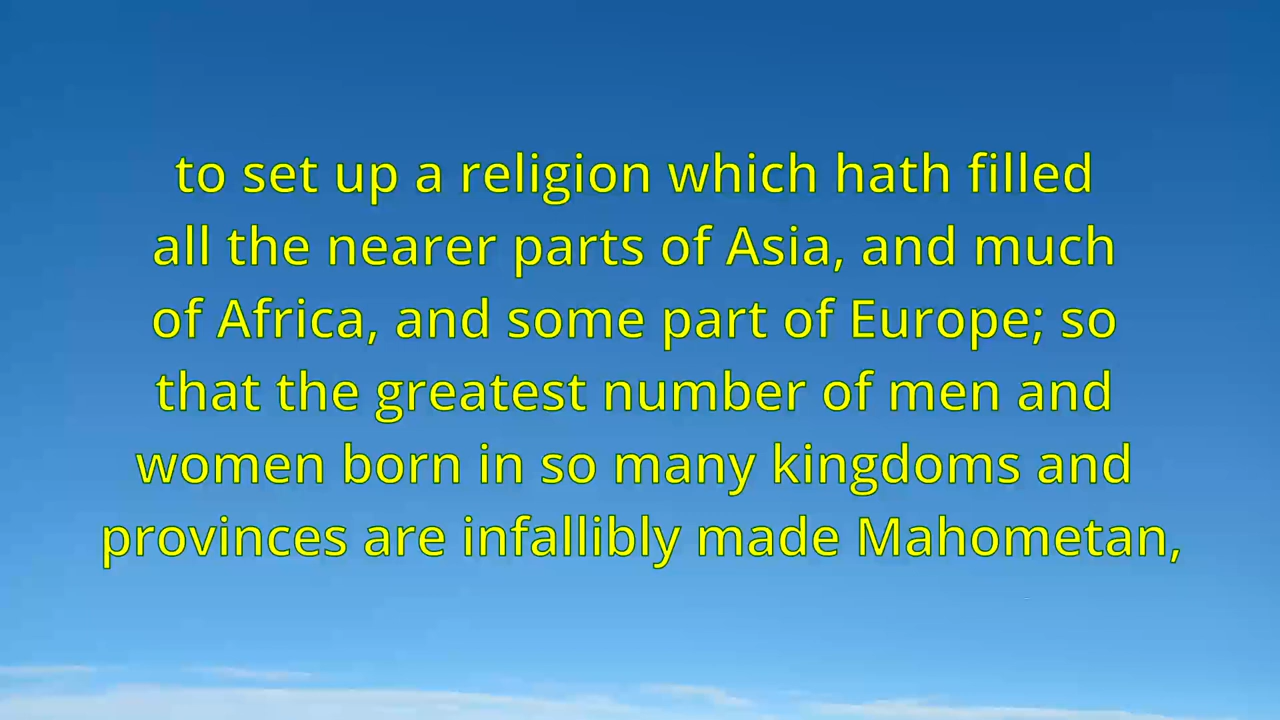 to set up a religion which hath filled
all the nearer parts of Asia, and much
of Africa, and some part of Europe; so
that the greatest number of men and
women born in so many kingdoms and
provinces are infallibly made Mahometan,